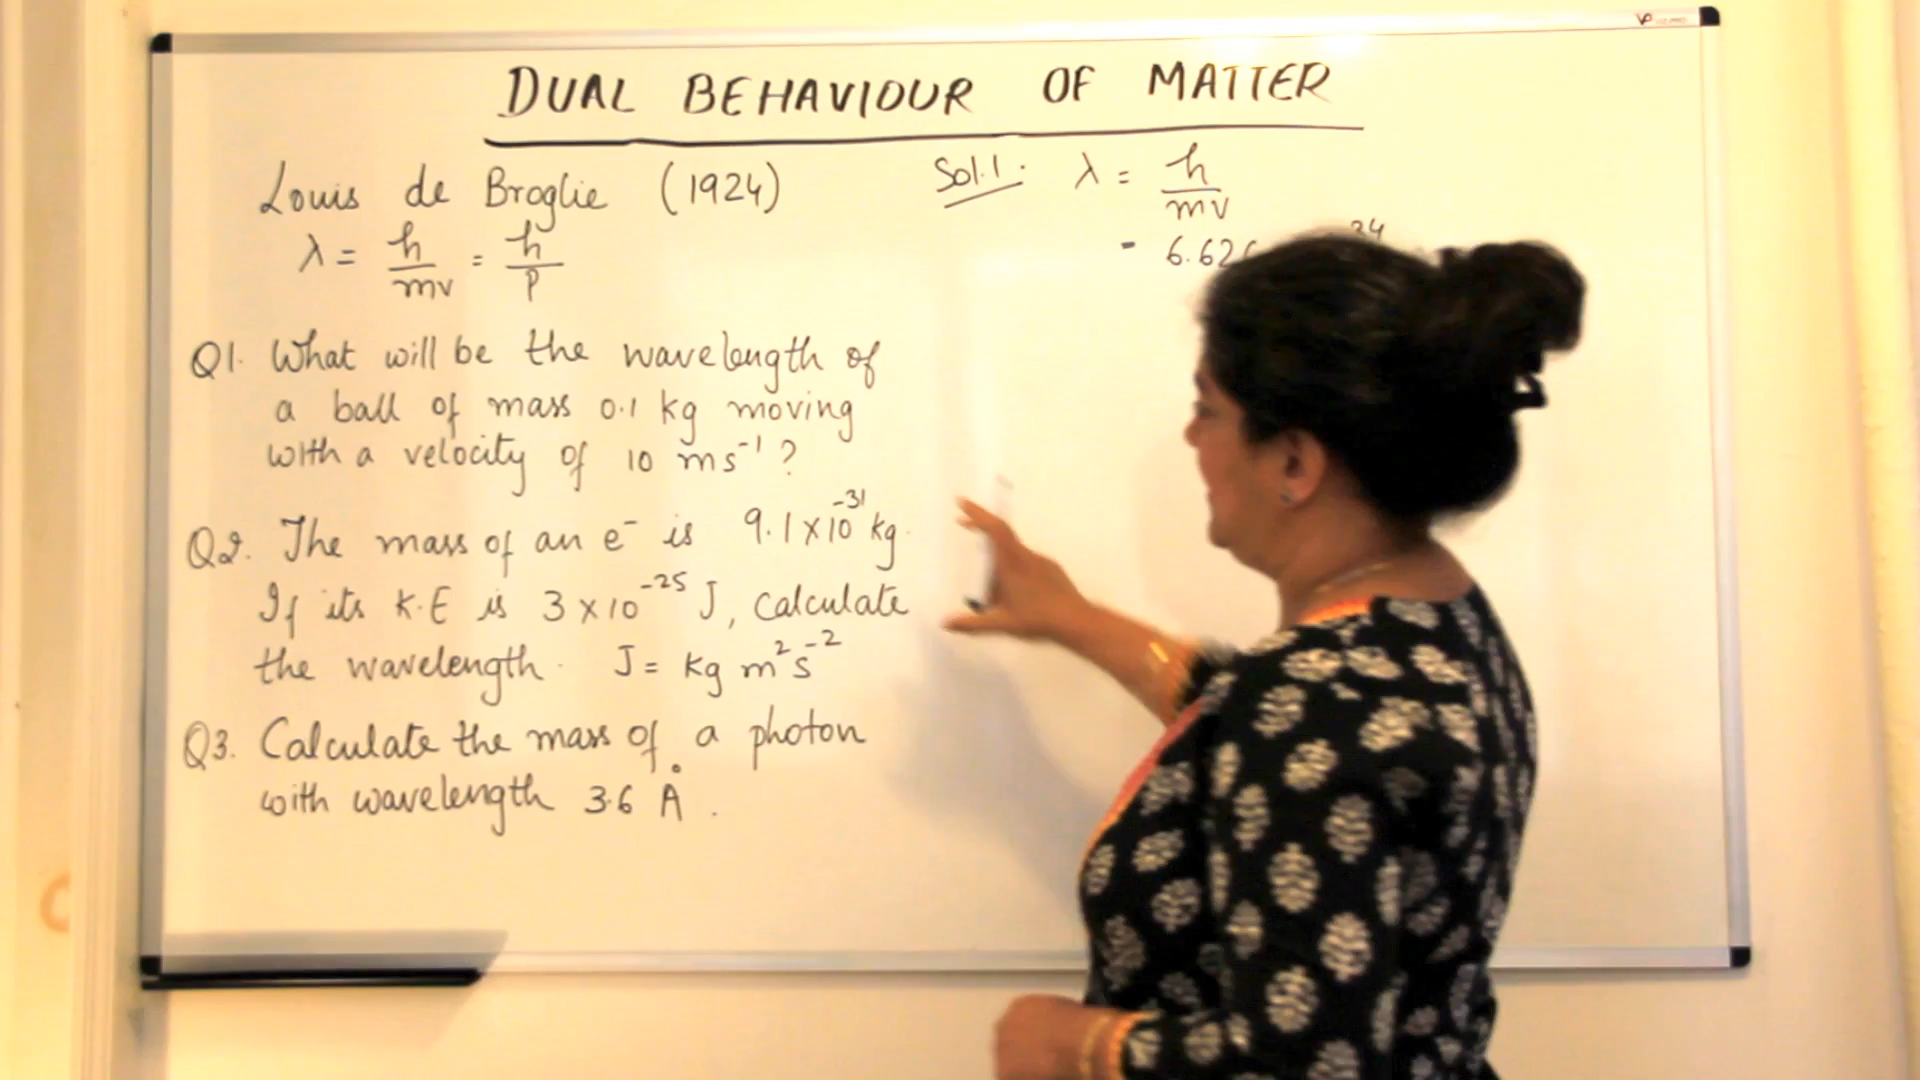 DUAL BEHAVIOUR OF MATTER
Louis de Broglie (1924)
λ = h/mv = h/p
Q1. What will be the wavelength of
a ball of mass 0.1 kg moving
with a velocity of 10 ms⁻¹?
Q2. The mass of an e⁻ is 9.1 x 10⁻³¹ kg.
If its K.E is 3 x 10⁻²⁵ J, calculate
the wavelength. J = kg m² s⁻²
Q3. Calculate the mass of a photon
with wavelength 3.6 Å.
Sol.1. λ = h/mv
= 6.626 34